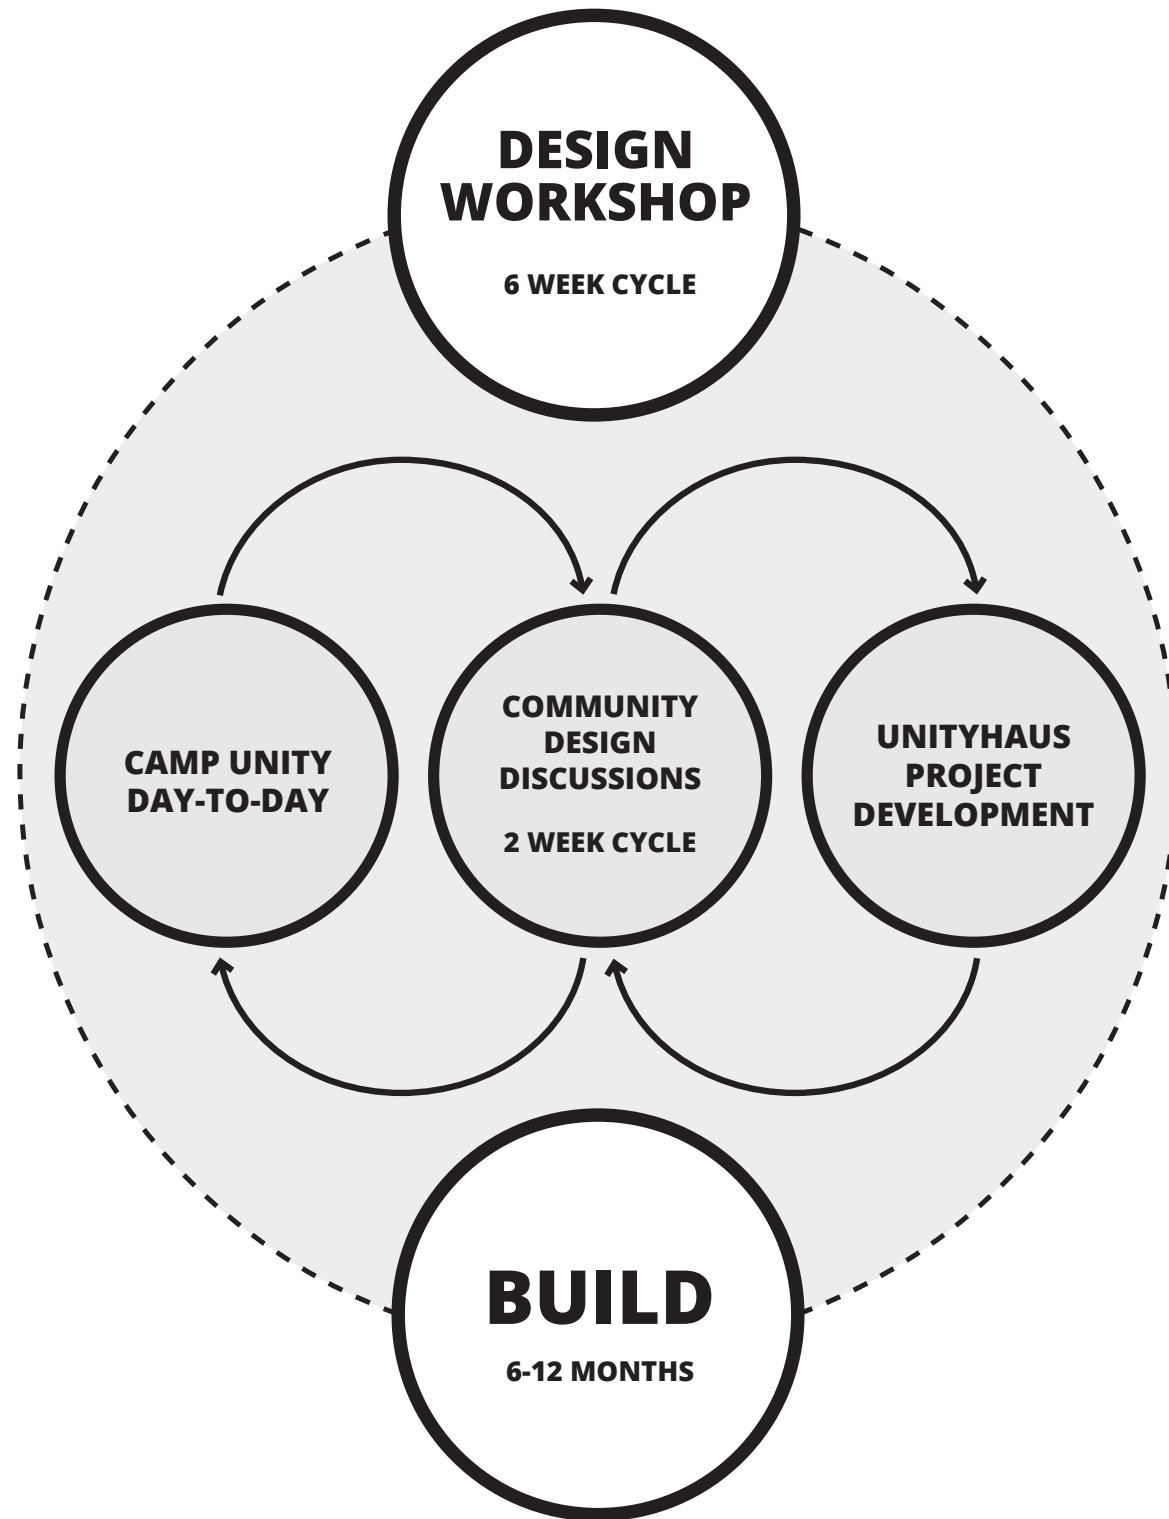 DESIGN
WORKSHOP
6 WEEK CYCLE
CAMP UNITY
DAY-TO-DAY
COMMUNITY
DESIGN
DISCUSSIONS
2 WEEK CYCLE
UNITYHAUS
PROJECT
DEVELOPMENT
BUILD
6-12 MONTHS